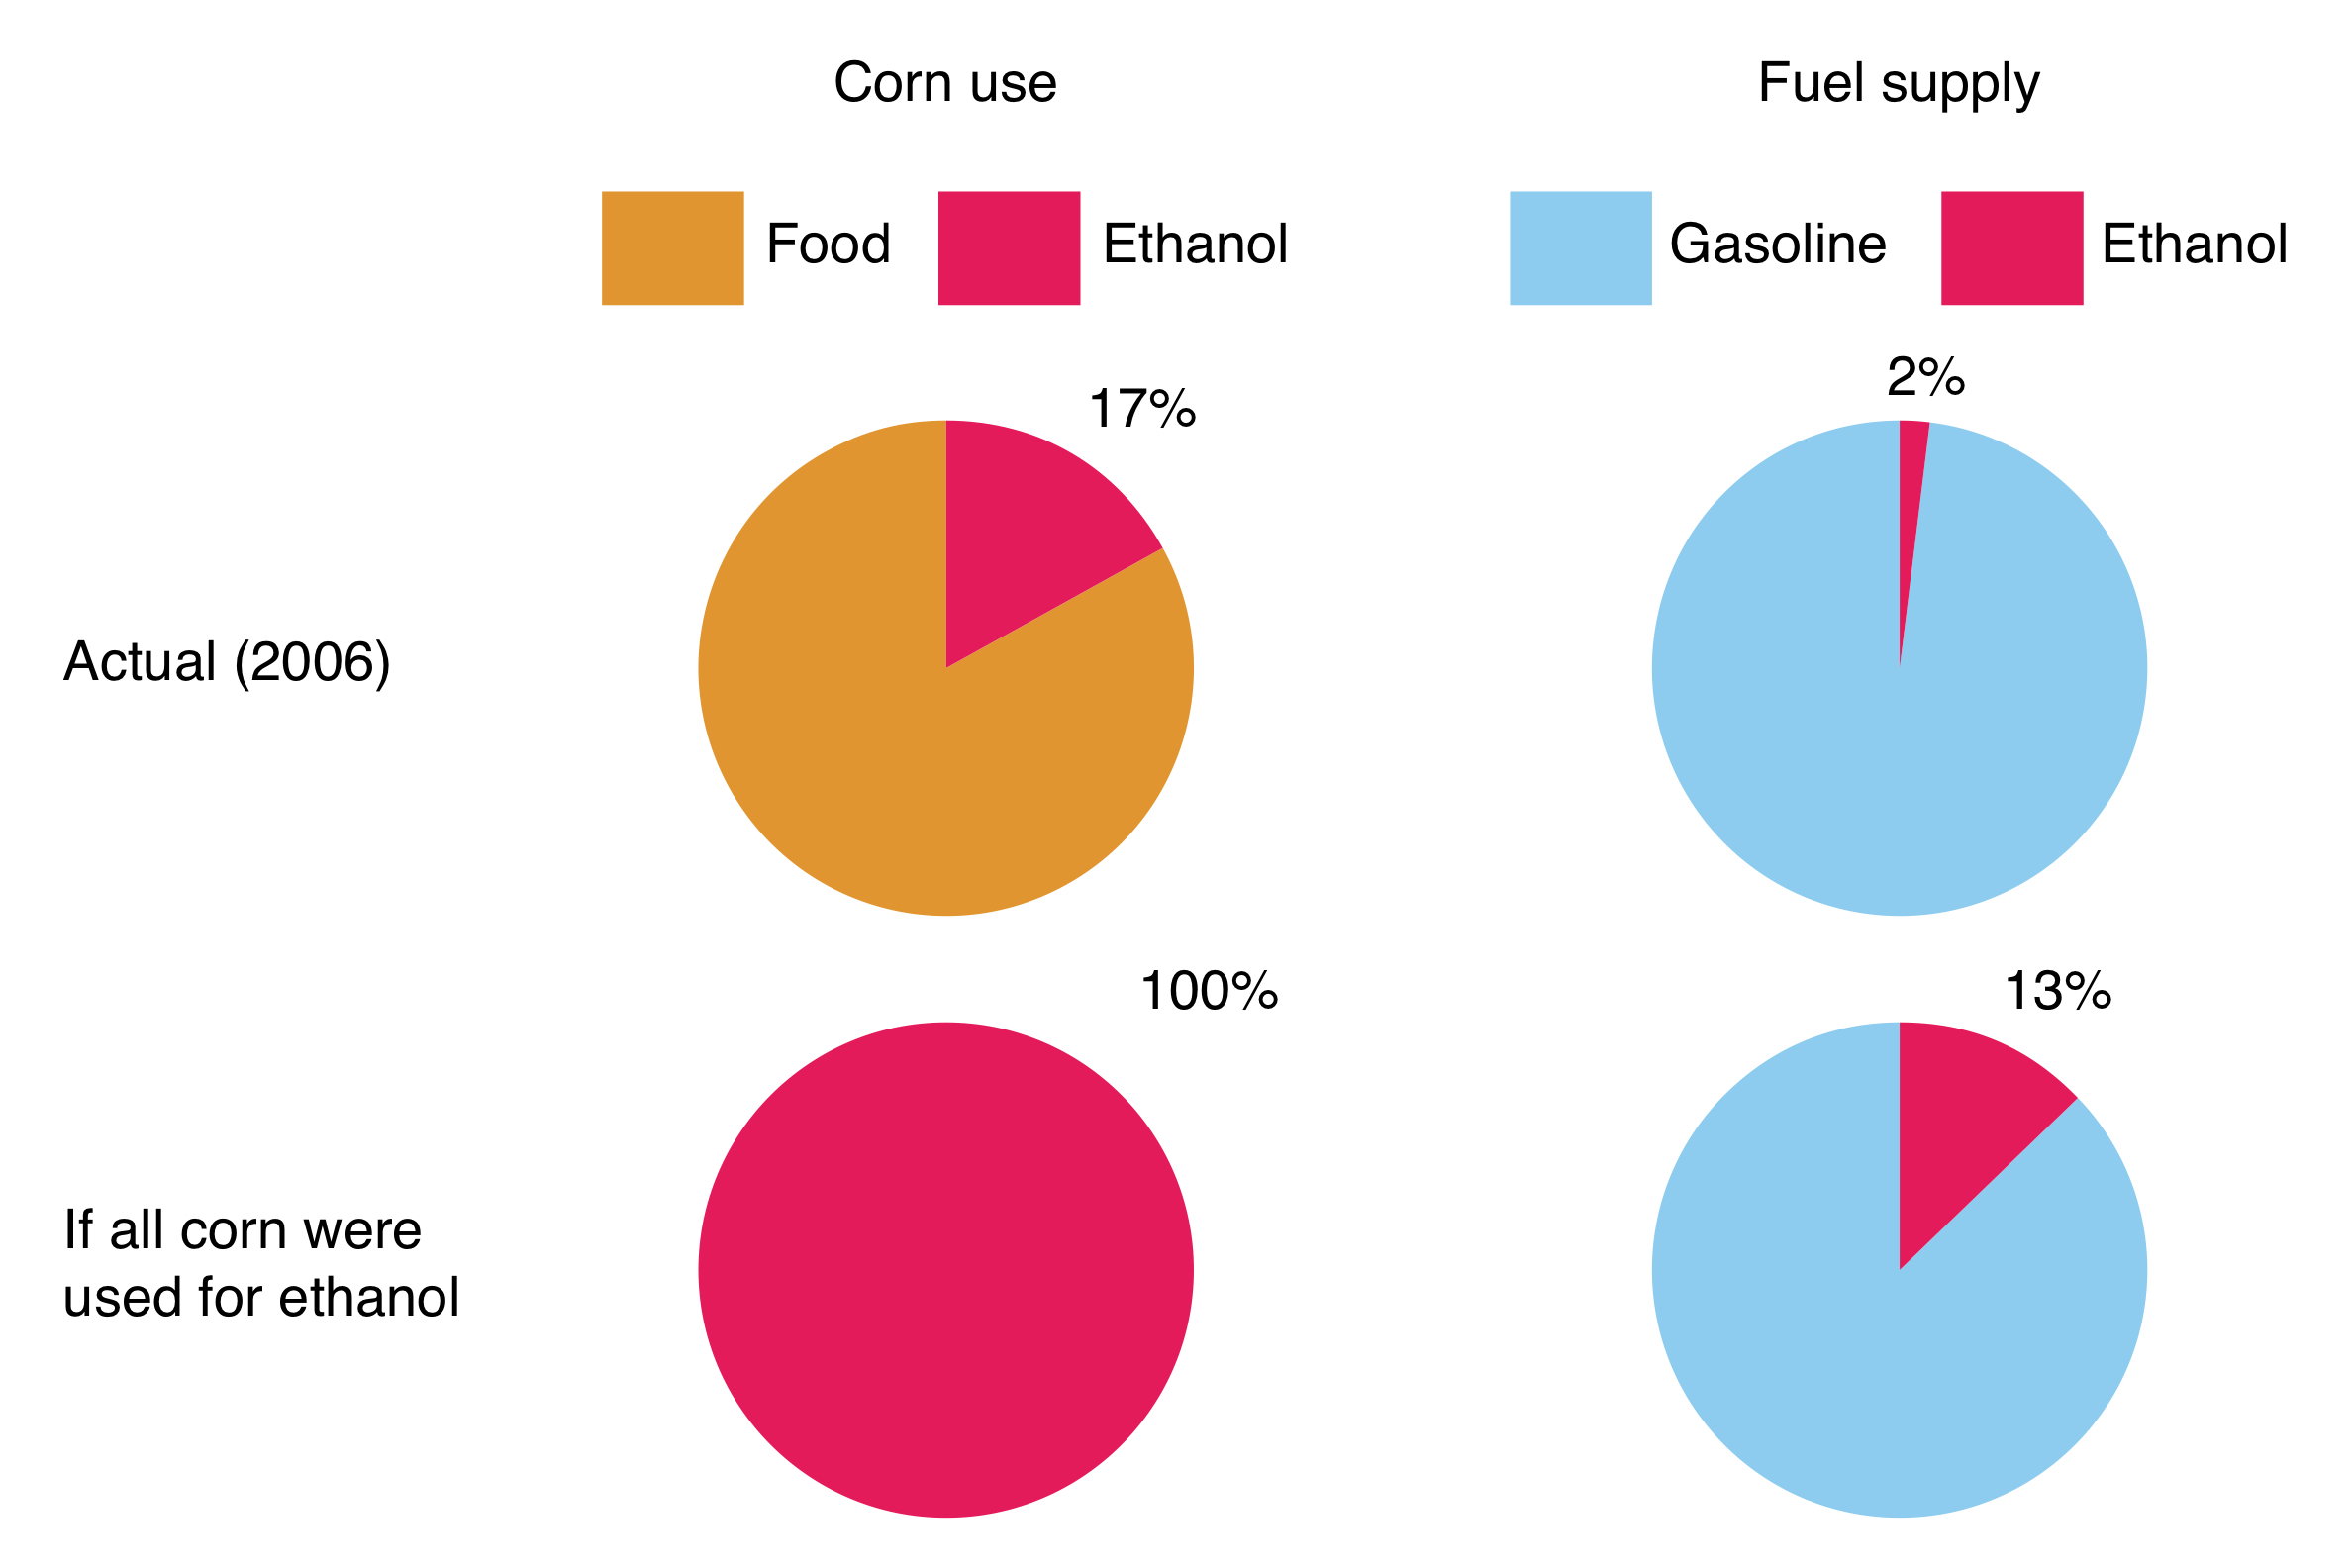 Corn use
Fuel supply
Food
Ethanol
Gasoline
Ethanol
17%
2%
Actual (2006)
100%
13%
If all corn were
used for ethanol